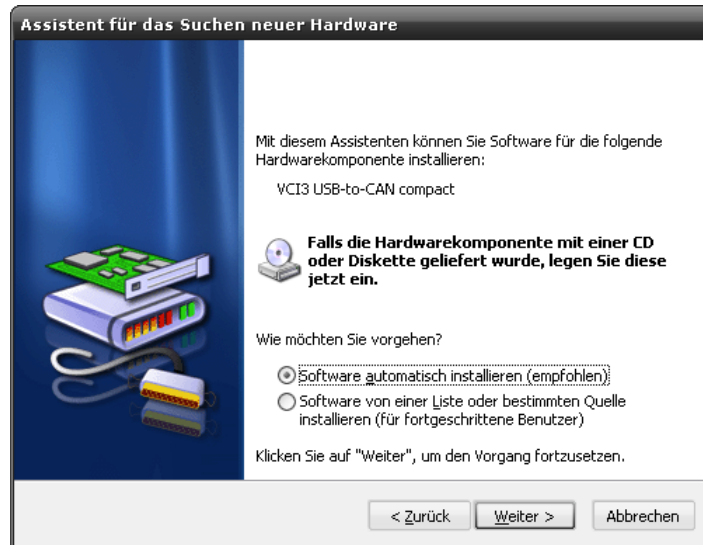 Assistent für das Suchen neuer Hardware
Mit diesem Assistenten können Sie Software für die folgende
Hardwarekomponente installieren:
VCI3 USB-to-CAN compact
Falls die Hardwarekomponente mit einer CD
oder Diskette geliefert wurde, legen Sie diese
jetzt ein.
Wie möchten Sie vorgehen?
Software automatisch installieren (empfohlen)
Software von einer Liste oder bestimmten Quelle
installieren (für fortgeschrittene Benutzer)
Klicken Sie auf "Weiter", um den Vorgang fortzusetzen.
< Zurück
Weiter >
Abbrechen